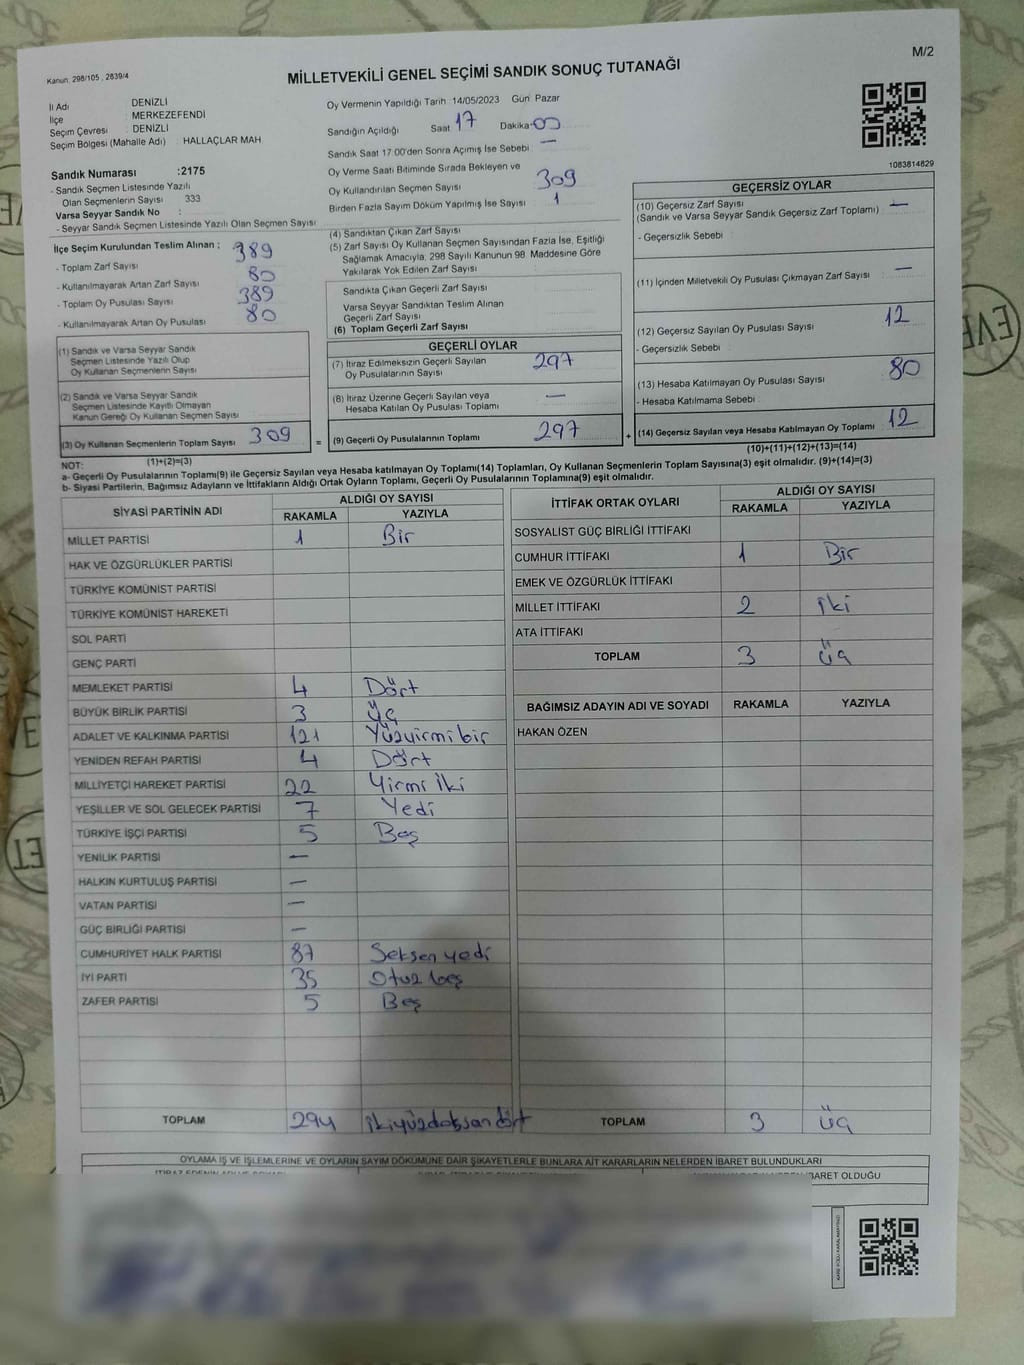 M/2
Kanun, 298/105 , 2839/4
MİLLETVEKİLİ GENEL SEÇİMİ SANDIK SONUÇ TUTANAĞI
İl Adı : DENİZLİ
İlçe : MERKEZEFENDİ
Seçim Çevresi : DENİZLİ
Seçim Bölgesi (Mahalle Adı) : HALLAÇLAR MAH
Sandık Numarası :2175
- Sandık Seçmen Listesinde Yazılı
Olan Seçmenlerin Sayısı : 333
Varsa Seyyar Sandık No :
- Seyyar Sandık Seçmen Listesinde Yazılı Olan Seçmen Sayısı
Oy Vermenin Yapıldığı Tarih :14/05/2023 Gün: Pazar
Sandığın Açıldığı Saat: 17 Dakika: 00
Sandık Saat 17:00'den Sonra Açımış İse Sebebi —
Oy Verme Saati Bitiminde Sırada Bekleyen ve
Oy Kullandırılan Seçmen Sayısı 309
Birden Fazla Sayım Döküm Yapılmış İse Sayısı 1
1083814829
İlçe Seçim Kurulundan Teslim Alınan :
- Toplam Zarf Sayısı 389
- Kullanılmayarak Artan Zarf Sayısı 80
- Toplam Oy Pusulası Sayısı 389
- Kullanılmayarak Artan Oy Pusulası 80
(1) Sandık ve Varsa Seyyar Sandık
Seçmen Listesinde Yazılı Olup
Oy Kullanan Seçmenlerin Sayısı
(2) Sandık ve Varsa Seyyar Sandık
Seçmen Listesinde Kayıtlı Olmayan
Kanun Gereği Oy Kullanan Seçmen Sayısı
(3) Oy Kullanan Seçmenlerin Toplam Sayısı 309
(1)+(2)=(3)
(4) Sandıktan Çıkan Zarf Sayısı
(5) Zarf Sayısı Oy Kullanan Seçmen Sayısından Fazla İse, Eşitliği
Sağlamak Amacıyla, 298 Sayılı Kanunun 98. Maddesine Göre
Yakılarak Yok Edilen Zarf Sayısı
Sandıkta Çıkan Geçerli Zarf Sayısı
Varsa Seyyar Sandıktan Teslim Alınan
Geçerli Zarf Sayısı
(6) Toplam Geçerli Zarf Sayısı
GEÇERLİ OYLAR
(7) İtiraz Edilmeksizin Geçerli Sayılan
Oy Pusulalarının Sayısı 297
(8) İtiraz Üzerine Geçerli Sayılan veya
Hesaba Katılan Oy Pusulası Toplamı —
= (9) Geçerli Oy Pusulalarının Toplamı 297 +
GEÇERSİZ OYLAR
(10) Geçersiz Zarf Sayısı —
(Sandık ve Varsa Seyyar Sandık Geçersiz Zarf Toplamı)
- Geçersizlik Sebebi :
(11) İçinden Milletvekili Oy Pusulası Çıkmayan Zarf Sayısı —
(12) Geçersiz Sayılan Oy Pusulası Sayısı 12
- Geçersizlik Sebebi :
(13) Hesaba Katılmayan Oy Pusulası Sayısı 80
- Hesaba Katılmama Sebebi :
(14) Geçersiz Sayılan veya Hesaba Katılmayan Oy Toplamı 12
(10)+(11)+(12)+(13)=(14)
NOT:
a- Geçerli Oy Pusulalarının Toplamı(9) ile Geçersiz Sayılan veya Hesaba katılmayan Oy Toplamı(14) Toplamları, Oy Kullanan Seçmenlerin Toplam Sayısına(3) eşit olmalıdır. (9)+(14)=(3)
b- Siyasi Partilerin, Bağımsız Adayların ve İttifakların Aldığı Ortak Oyların Toplamı, Geçerli Oy Pusulalarının Toplamına(9) eşit olmalıdır.
SİYASİ PARTİNİN ADI ALDIĞI OY SAYISI
RAKAMLA YAZIYLA
MİLLET PARTİSİ 1 Bir
HAK VE ÖZGÜRLÜKLER PARTİSİ
TÜRKİYE KOMÜNİST PARTİSİ
TÜRKİYE KOMÜNİST HAREKETİ
SOL PARTİ
GENÇ PARTİ
MEMLEKET PARTİSİ 4 Dört
BÜYÜK BİRLİK PARTİSİ 3 Üç
ADALET VE KALKINMA PARTİSİ 121 Yüzyirmi bir
YENİDEN REFAH PARTİSİ 4 Dört
MİLLİYETÇİ HAREKET PARTİSİ 22 Yirmi iki
YEŞİLLER VE SOL GELECEK PARTİSİ 7 Yedi
TÜRKİYE İŞÇİ PARTİSİ 5 Beş
YENİLİK PARTİSİ —
HALKIN KURTULUŞ PARTİSİ —
VATAN PARTİSİ —
GÜÇ BİRLİĞİ PARTİSİ —
CUMHURİYET HALK PARTİSİ 87 Seksen yedi
İYİ PARTİ 35 Otuz beş
ZAFER PARTİSİ 5 Beş
TOPLAM 294 ikiyüzdoksan dört
İTTİFAK ORTAK OYLARI ALDIĞI OY SAYISI
RAKAMLA YAZIYLA
SOSYALİST GÜÇ BİRLİĞİ İTTİFAKI
CUMHUR İTTİFAKI 1 Bir
EMEK VE ÖZGÜRLÜK İTTİFAKI
MİLLET İTTİFAKI 2 iki
ATA İTTİFAKI
TOPLAM 3 üç
BAĞIMSIZ ADAYIN ADI VE SOYADI RAKAMLA YAZIYLA
HAKAN ÖZEN
TOPLAM 3 üç
OYLAMA İŞ VE İŞLEMLERİNE VE OYLARIN SAYIM DÖKÜMÜNE DAİR ŞİKAYETLERLE BUNLARA AİT KARARLARIN NELERDEN İBARET BULUNDUKLARI
BARET OLDUĞU